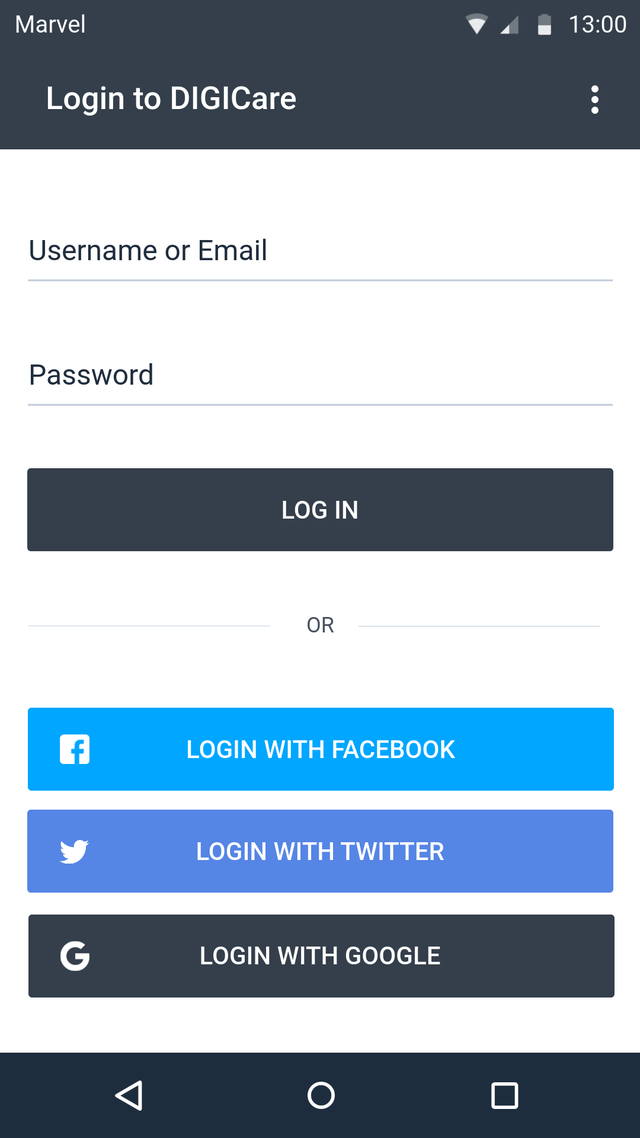 Marvel 13:00
Login to DIGICare
Username or Email
Password
LOG IN
OR
LOGIN WITH FACEBOOK
LOGIN WITH TWITTER
LOGIN WITH GOOGLE